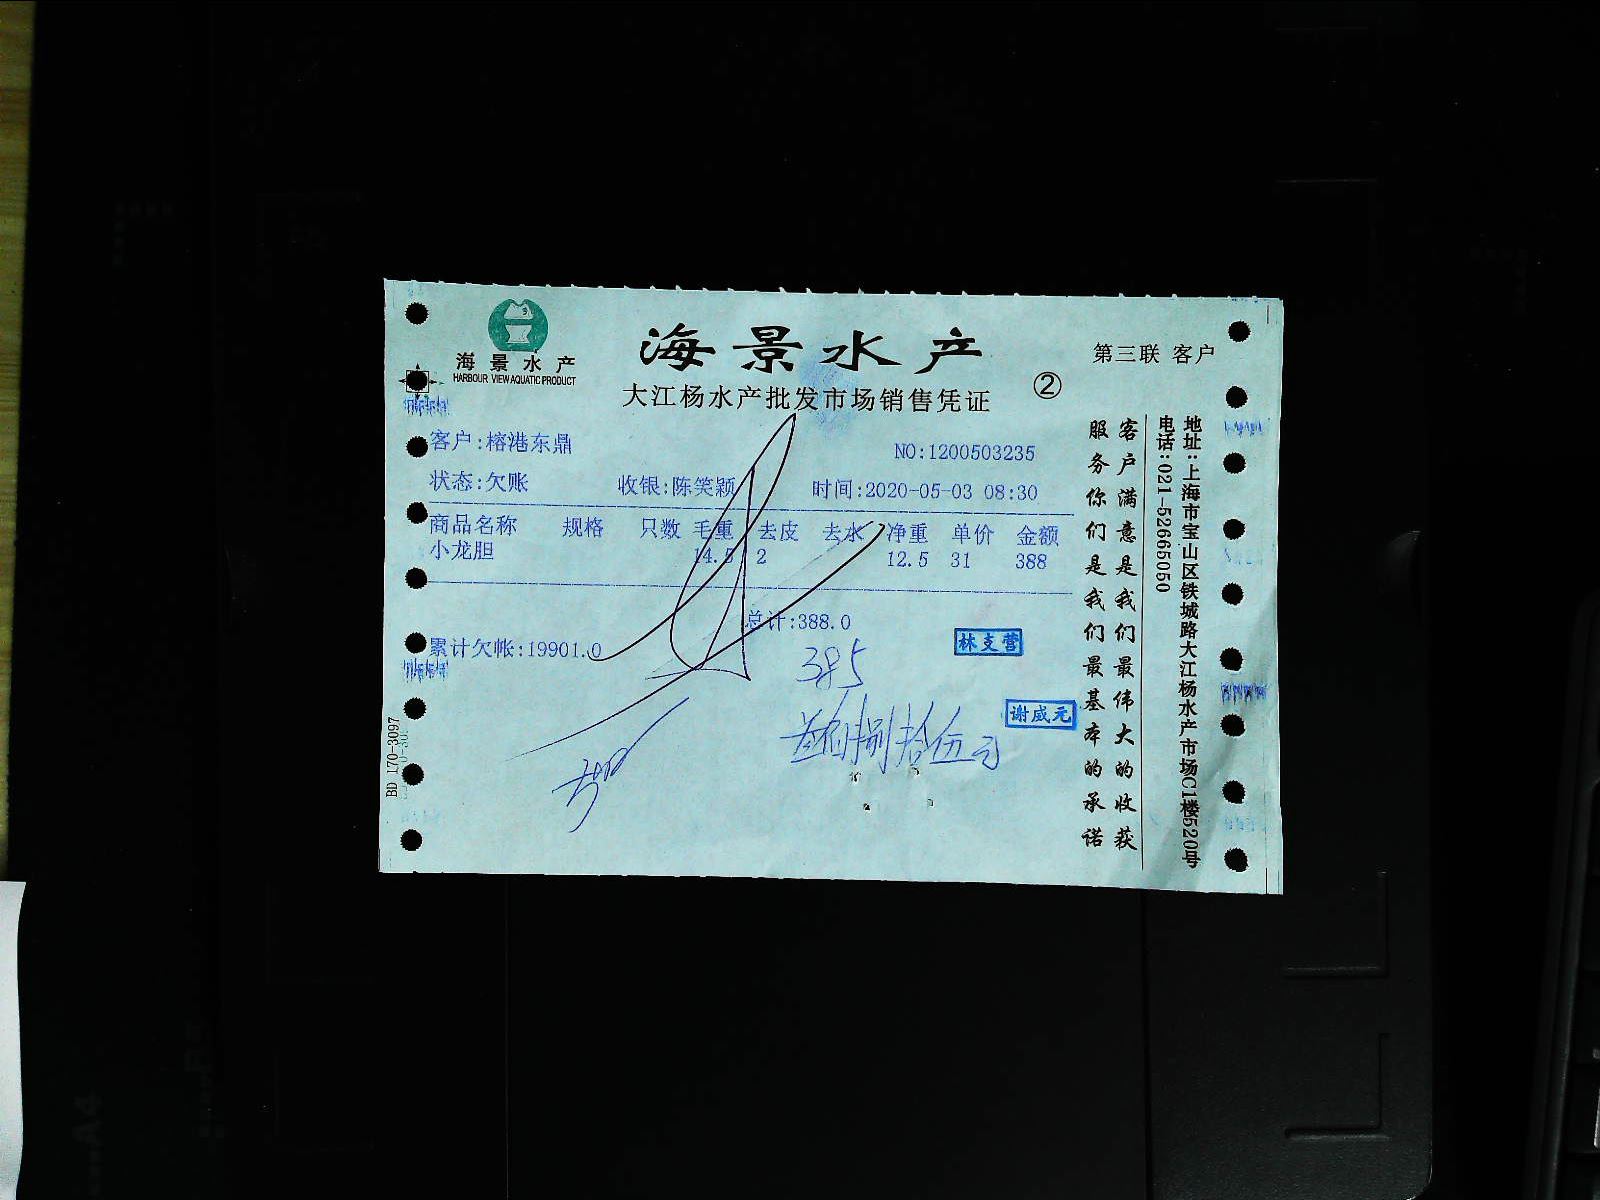 海景水产
HARBOUR VIEW AQUATIC PRODUCT
海景水产
大江杨水产批发市场销售凭证
②
第三联 客户
客户:榕港东鼎
NO:1200503235
状态:欠账 收银:陈笑颖 时间:2020-05-03 08:30
商品名称 规格 只数 毛重 去皮 去水 净重 单价 金额
小龙胆 14.5 2 12.5 31 388
总计:388.0
累计欠帐:19901.0
385
叁佰捌拾伍元
林支营
谢威元
客户满意是我们最伟大的收获
服务你们是我们最基本的承诺
地址:上海市宝山区铁城路大江杨水产市场C1楼520号
电话:021-52665050
BD 170-3097